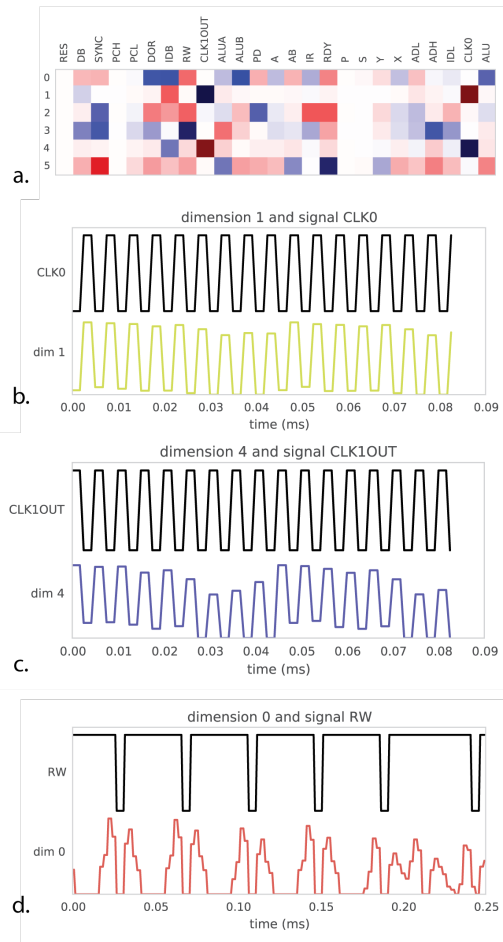 RES DB SYNC PCH PCL DOR IDB RW CLK1OUT ALUA ALUB PD A AB IR RDY P S Y X ADL ADH IDL CLK0 ALU
0
1
2
3
4
5
a.
dimension 1 and signal CLK0
CLK0
dim 1
b.
0.00 0.01 0.02 0.03 0.04 0.05 0.06 0.07 0.08 0.09
time (ms)
dimension 4 and signal CLK1OUT
CLK1OUT
dim 4
c.
0.00 0.01 0.02 0.03 0.04 0.05 0.06 0.07 0.08 0.09
time (ms)
dimension 0 and signal RW
RW
dim 0
d.
0.00 0.05 0.10 0.15 0.20 0.25
time (ms)